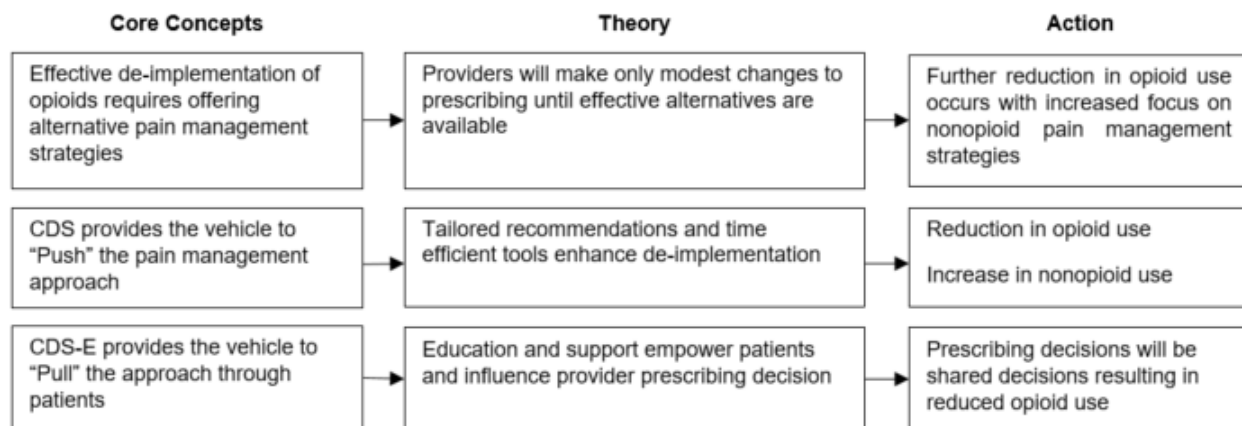 Core Concepts
Theory
Action
Effective de-implementation of
opioids requires offering
alternative pain management
strategies
Providers will make only modest changes to
prescribing until effective alternatives are
available
Further reduction in opioid use
occurs with increased focus on
nonopioid pain management
strategies
CDS provides the vehicle to
“Push” the pain management
approach
Tailored recommendations and time
efficient tools enhance de-implementation
Reduction in opioid use
Increase in nonopioid use
CDS-E provides the vehicle to
“Pull” the approach through
patients
Education and support empower patients
and influence provider prescribing decision
Prescribing decisions will be
shared decisions resulting in
reduced opioid use